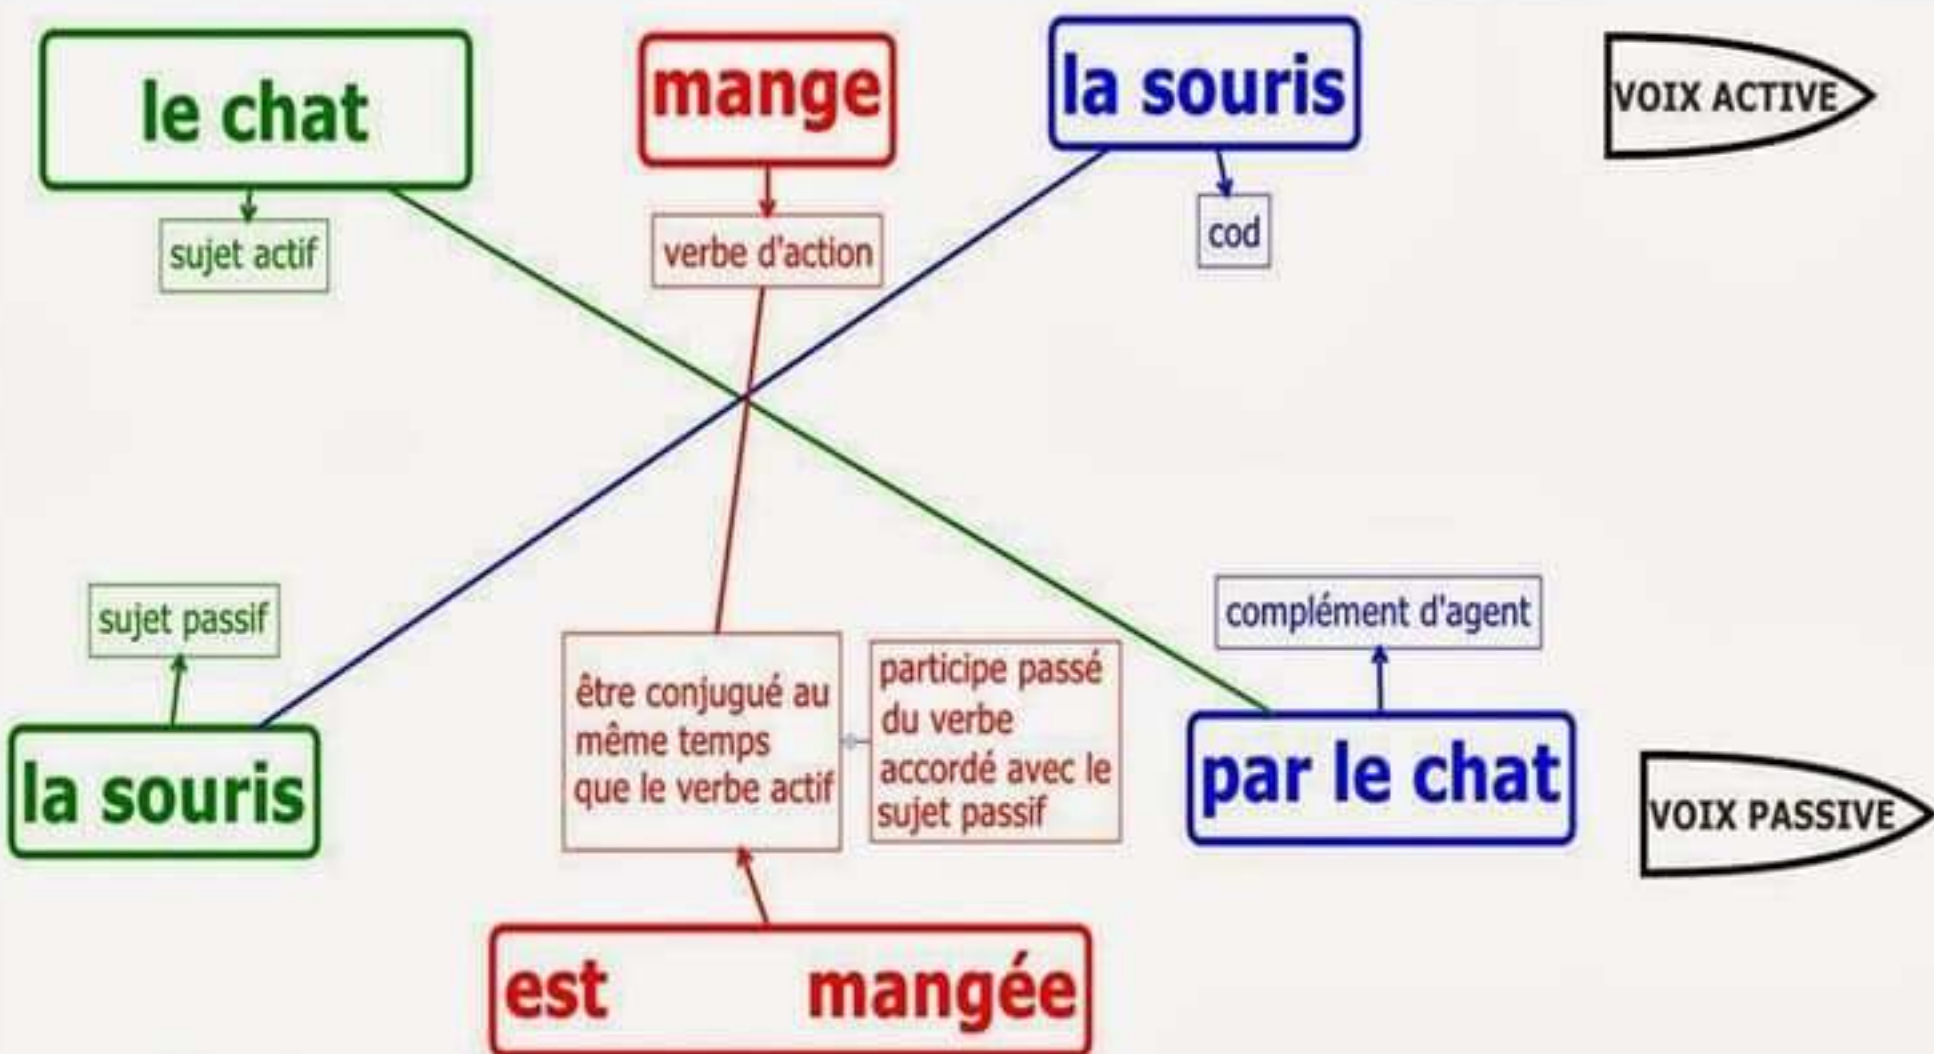 le chat
mange
la souris
VOIX ACTIVE
sujet actif
verbe d'action
cod
sujet passif
complément d'agent
être conjugué au
même temps
que le verbe actif
participe passé
du verbe
accordé avec le
sujet passif
la souris
par le chat
VOIX PASSIVE
est mangée